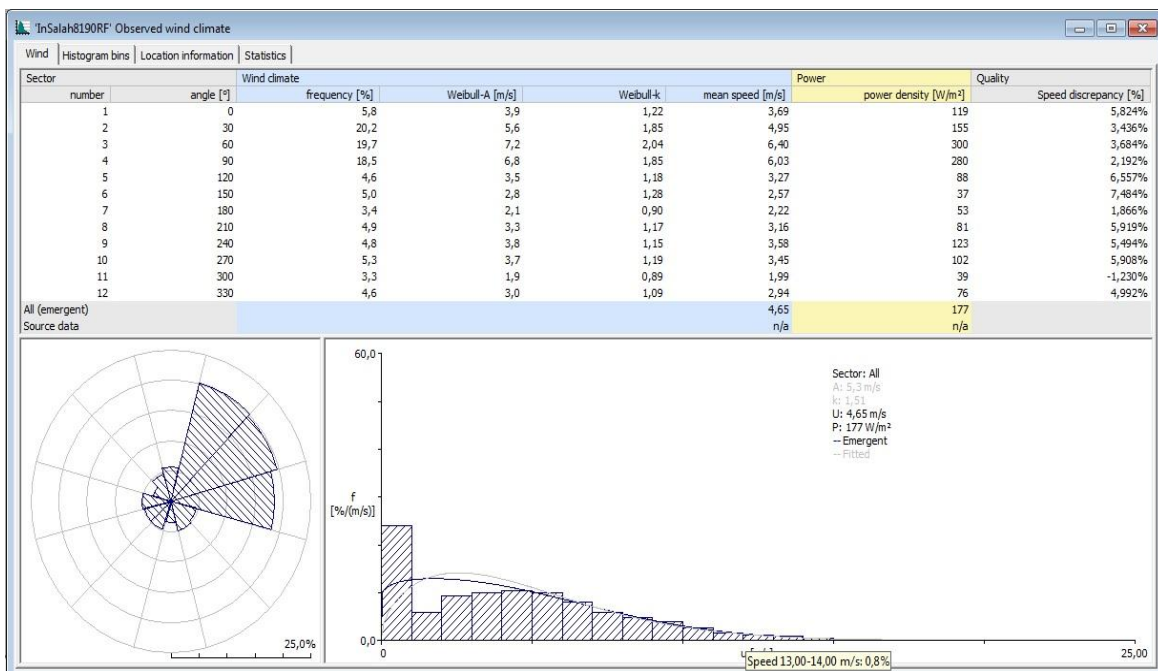 'InSalah8190RF' Observed wind climate
Wind Histogram bins Location information Statistics
Sector Wind climate Power Quality
number angle [º] frequency [%] Weibull-A [m/s] Weibull-k mean speed [m/s] power density [W/m²] Speed discrepancy [%]
1 0 5,8 3,9 1,22 3,69 119 5,824%
2 30 20,2 5,6 1,85 4,95 155 3,436%
3 60 19,7 7,2 2,04 6,40 300 3,684%
4 90 18,5 6,8 1,85 6,03 280 2,192%
5 120 4,6 3,5 1,18 3,27 88 6,557%
6 150 5,0 2,8 1,28 2,57 37 7,484%
7 180 3,4 2,1 0,90 2,22 53 1,866%
8 210 4,9 3,3 1,17 3,16 81 5,919%
9 240 4,8 3,8 1,15 3,58 123 5,494%
10 270 5,3 3,7 1,19 3,45 102 5,908%
11 300 3,3 1,9 0,89 1,99 39 -1,230%
12 330 4,6 3,0 1,09 2,94 76 4,992%
All (emergent) 4,65 177
Source data n/a n/a
25,0%
60,0
Sector: All
A: 5,3 m/s
k: 1,51
U: 4,65 m/s
P: 177 W/m²
-- Emergent
-- Fitted
f
[%/(m/s)]
0,0
0 25,00
Speed 13,00-14,00 m/s: 0,8%